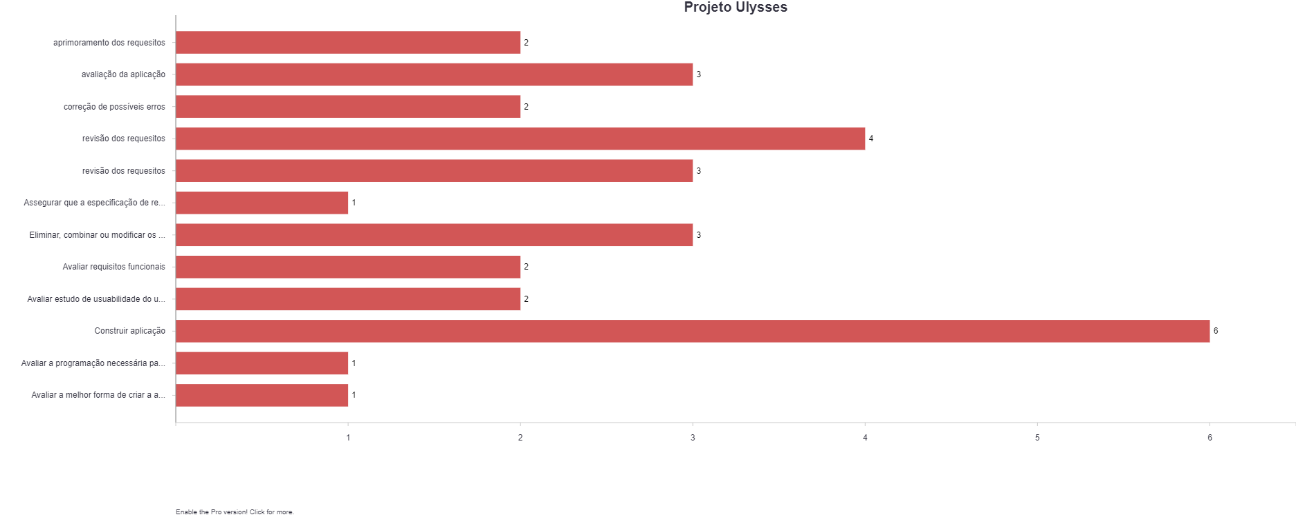 Projeto Ulysses
aprimoramento dos requesitos
2
avaliação da aplicação
3
correção de possíveis erros
2
revisão dos requesitos
4
revisão dos requesitos
3
Assegurar que a especificação de re...
1
Eliminar, combinar ou modificar os ...
3
Avaliar requisitos funcionais
2
Avaliar estudo de usuabilidade do u...
2
Construir aplicação
6
Avaliar a programação necessária pa...
1
Avaliar a melhor forma de criar a a...
1
1 2 3 4 5 6
Enable the Pro version! Click for more.